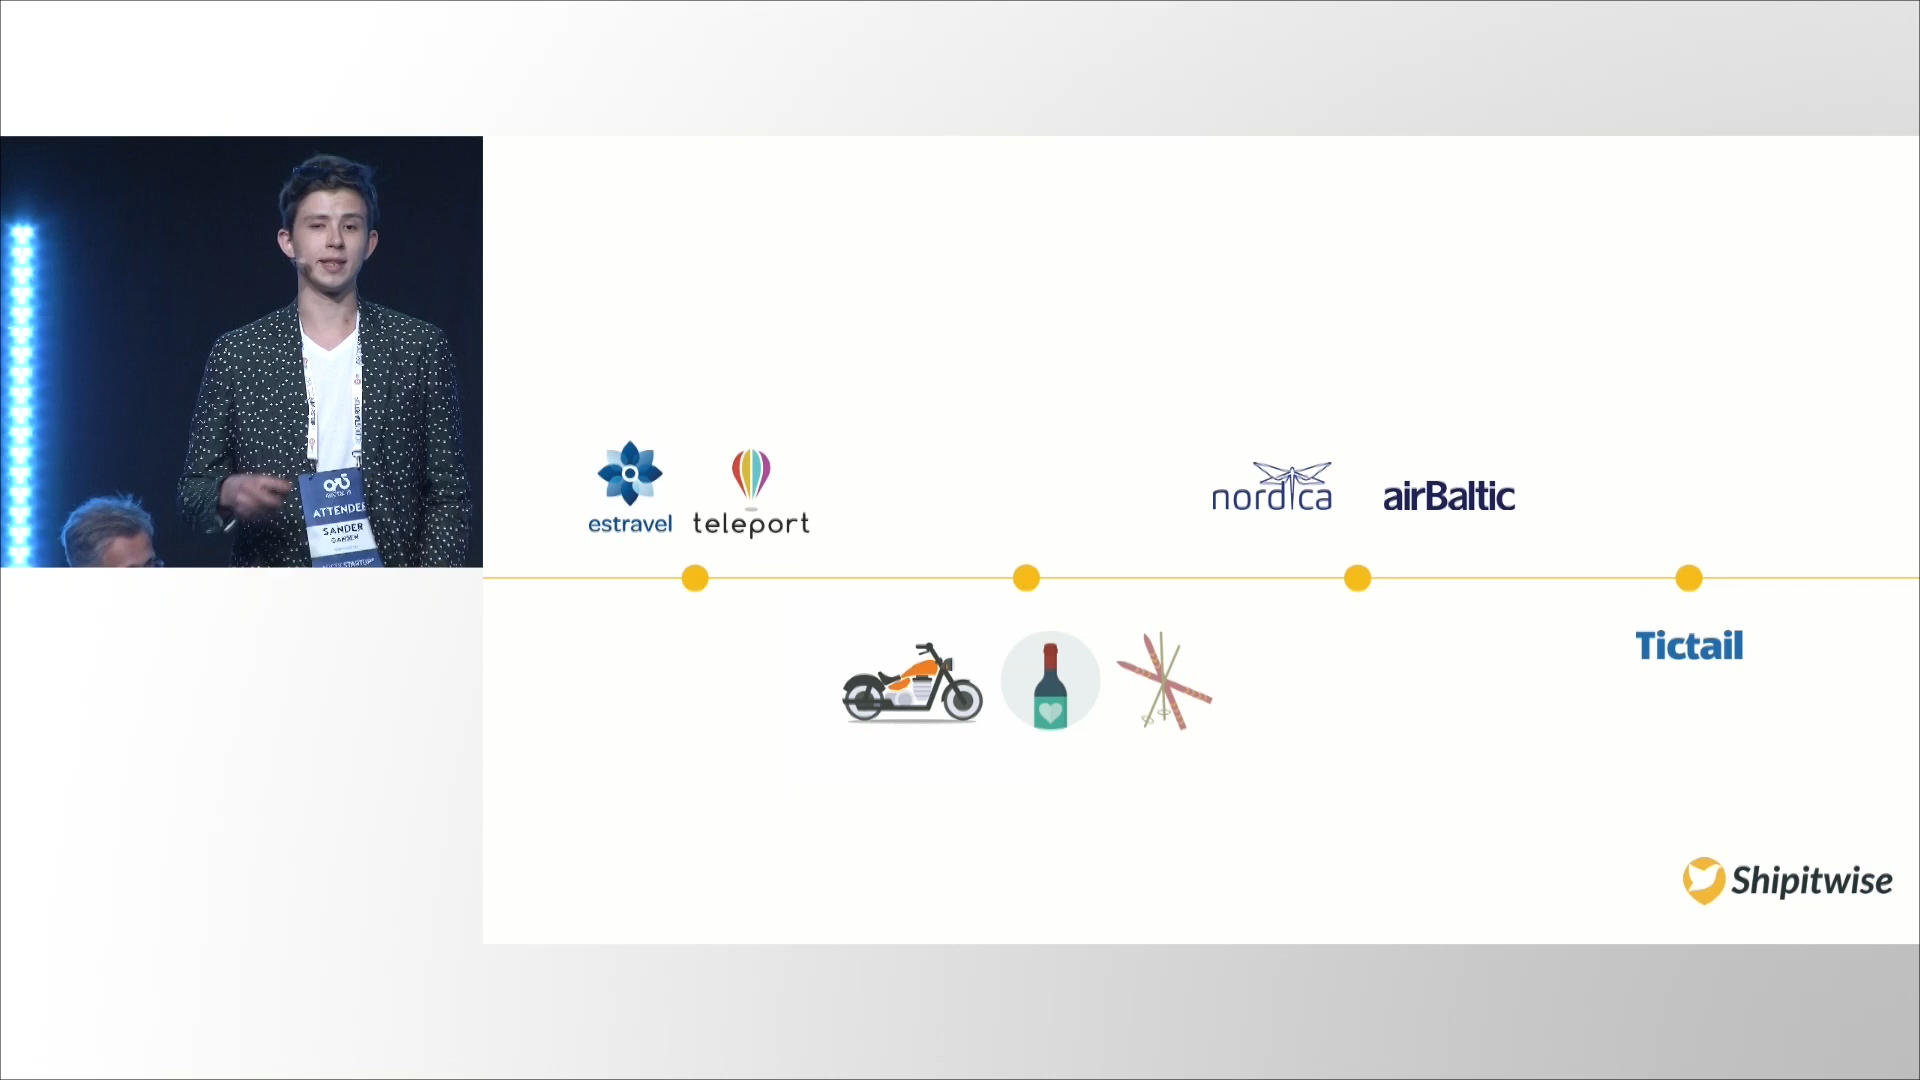 ATTENDEE
SANDER
estravel
teleport
nordica
airBaltic
Tictail
Shipitwise